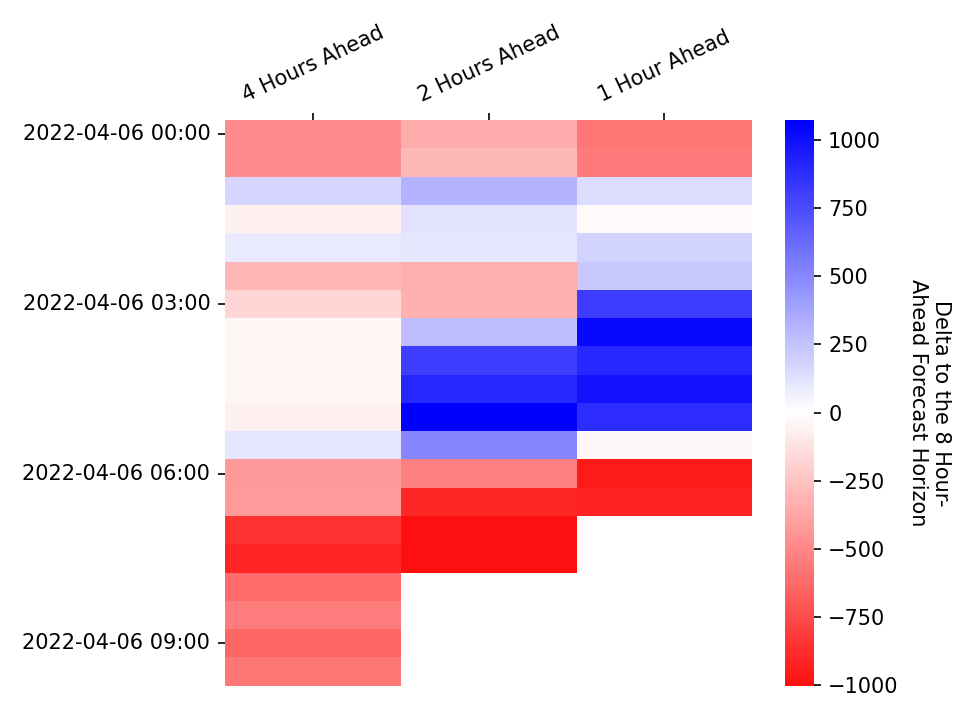 4 Hours Ahead
2 Hours Ahead
1 Hour Ahead
2022-04-06 00:00
2022-04-06 03:00
2022-04-06 06:00
2022-04-06 09:00
1000
750
500
250
0
−250
−500
−750
−1000
Delta to the 8 Hour-
Ahead Forecast Horizon